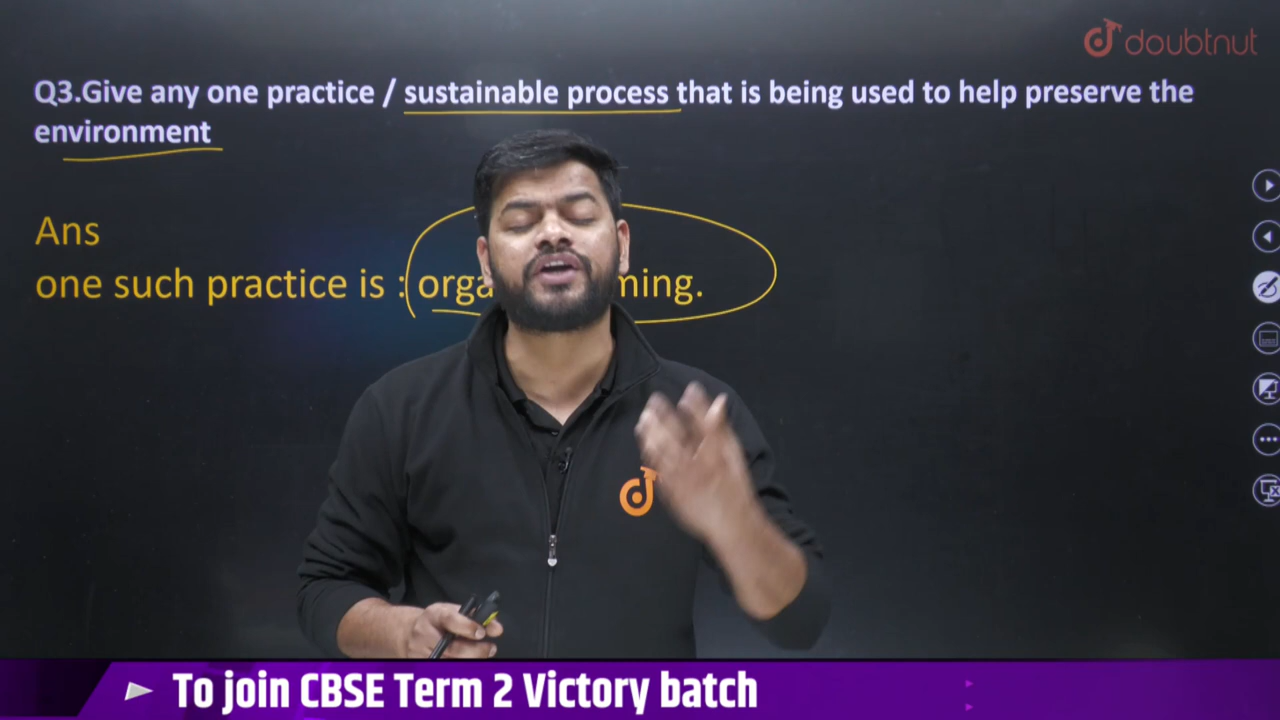 doubtnut
Q3.Give any one practice / sustainable process that is being used to help preserve the
environment
Ans
one such practice is : orga ming.
To join CBSE Term 2 Victory batch